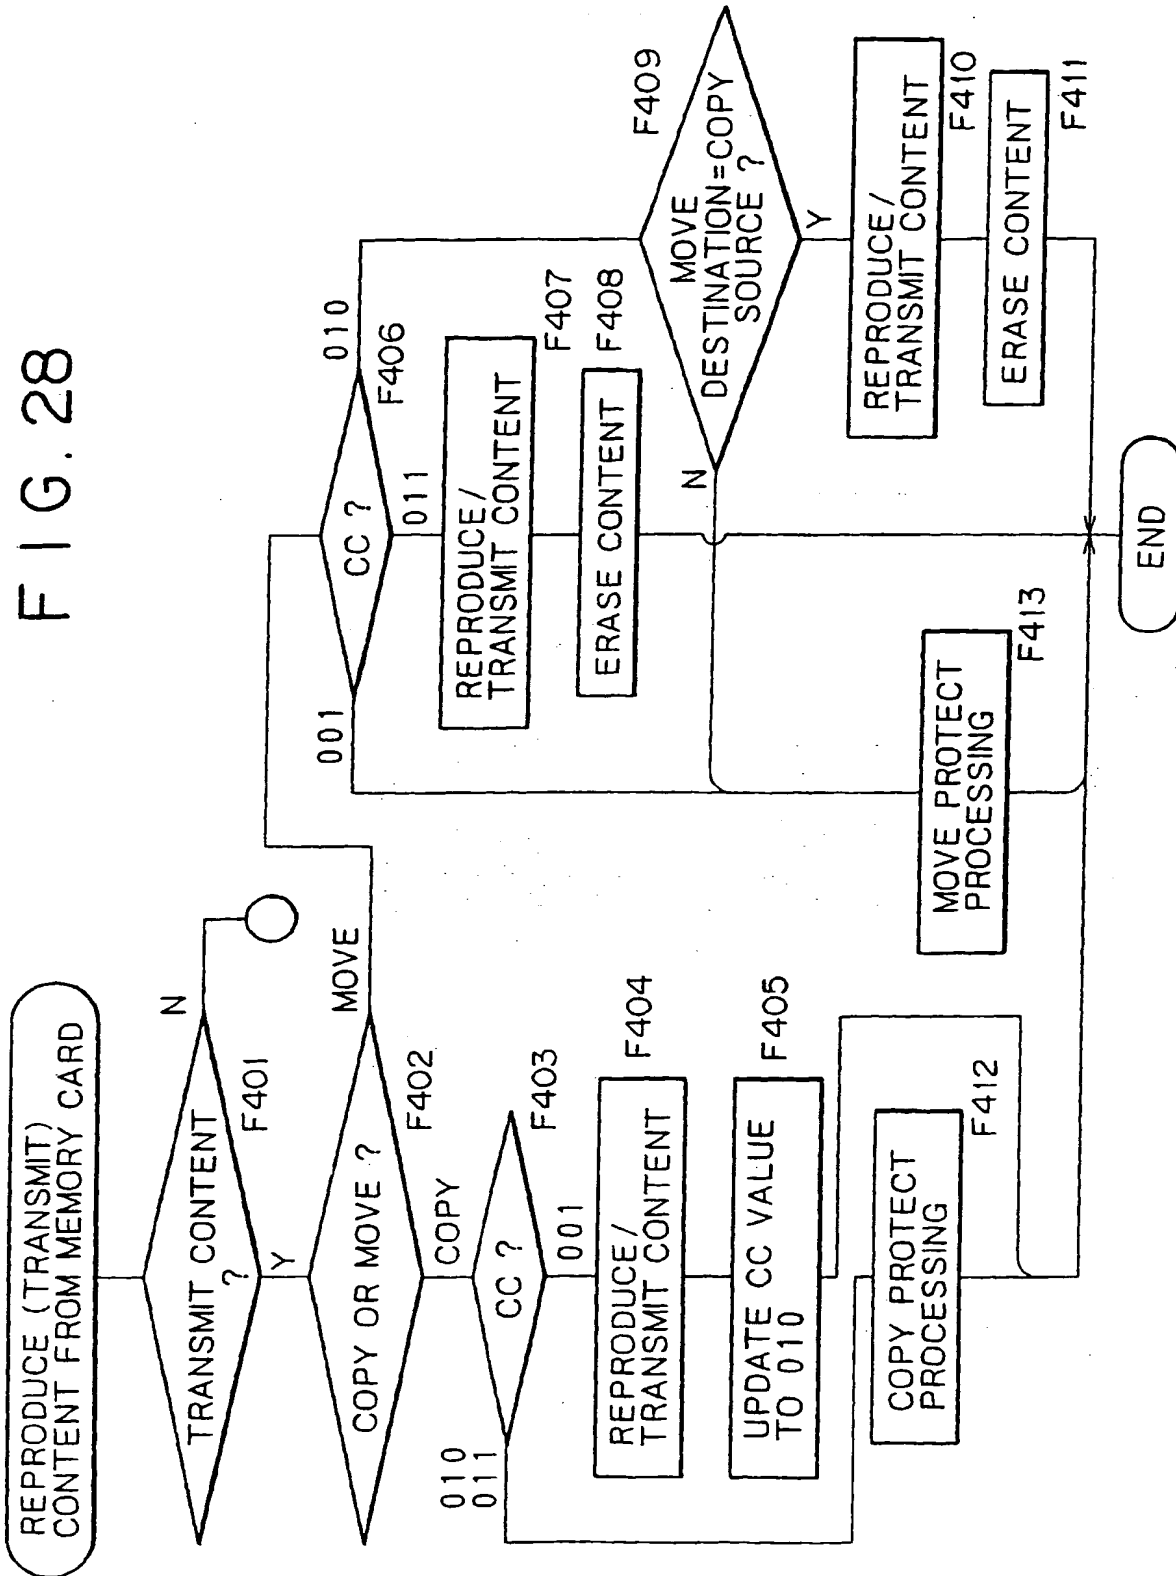 FIG. 28
REPRODUCE (TRANSMIT)
CONTENT FROM MEMORY CARD
TRANSMIT CONTENT
?
F401
N
Y
COPY OR MOVE ?
F402
MOVE
COPY
CC ?
F403
010
011
001
REPRODUCE/
TRANSMIT CONTENT
F404
UPDATE CC VALUE
TO 010
F405
COPY PROTECT
PROCESSING
F412
CC ?
F406
001
011
010
REPRODUCE/
TRANSMIT CONTENT
F407
ERASE CONTENT
F408
MOVE
DESTINATION=COPY
SOURCE ?
F409
N
Y
REPRODUCE/
TRANSMIT CONTENT
F410
ERASE CONTENT
F411
MOVE PROTECT
PROCESSING
F413
END